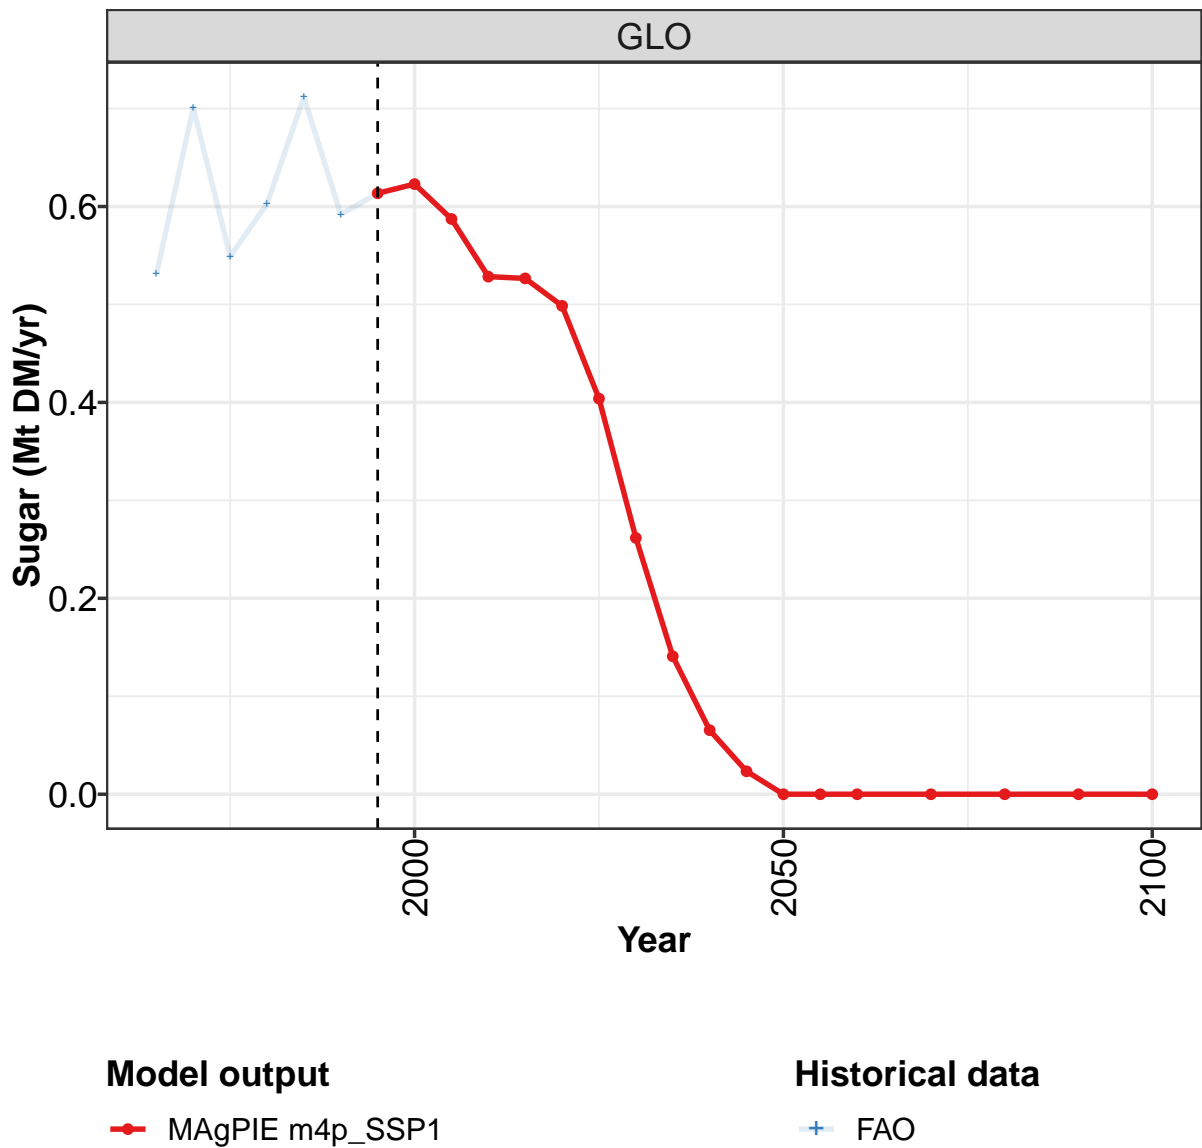 GLO
Sugar (Mt DM/yr)
0.6
0.4
0.2
0.0
2000
2050
2100
Year
Model output
MAgPIE m4p_SSP1
Historical data
FAO